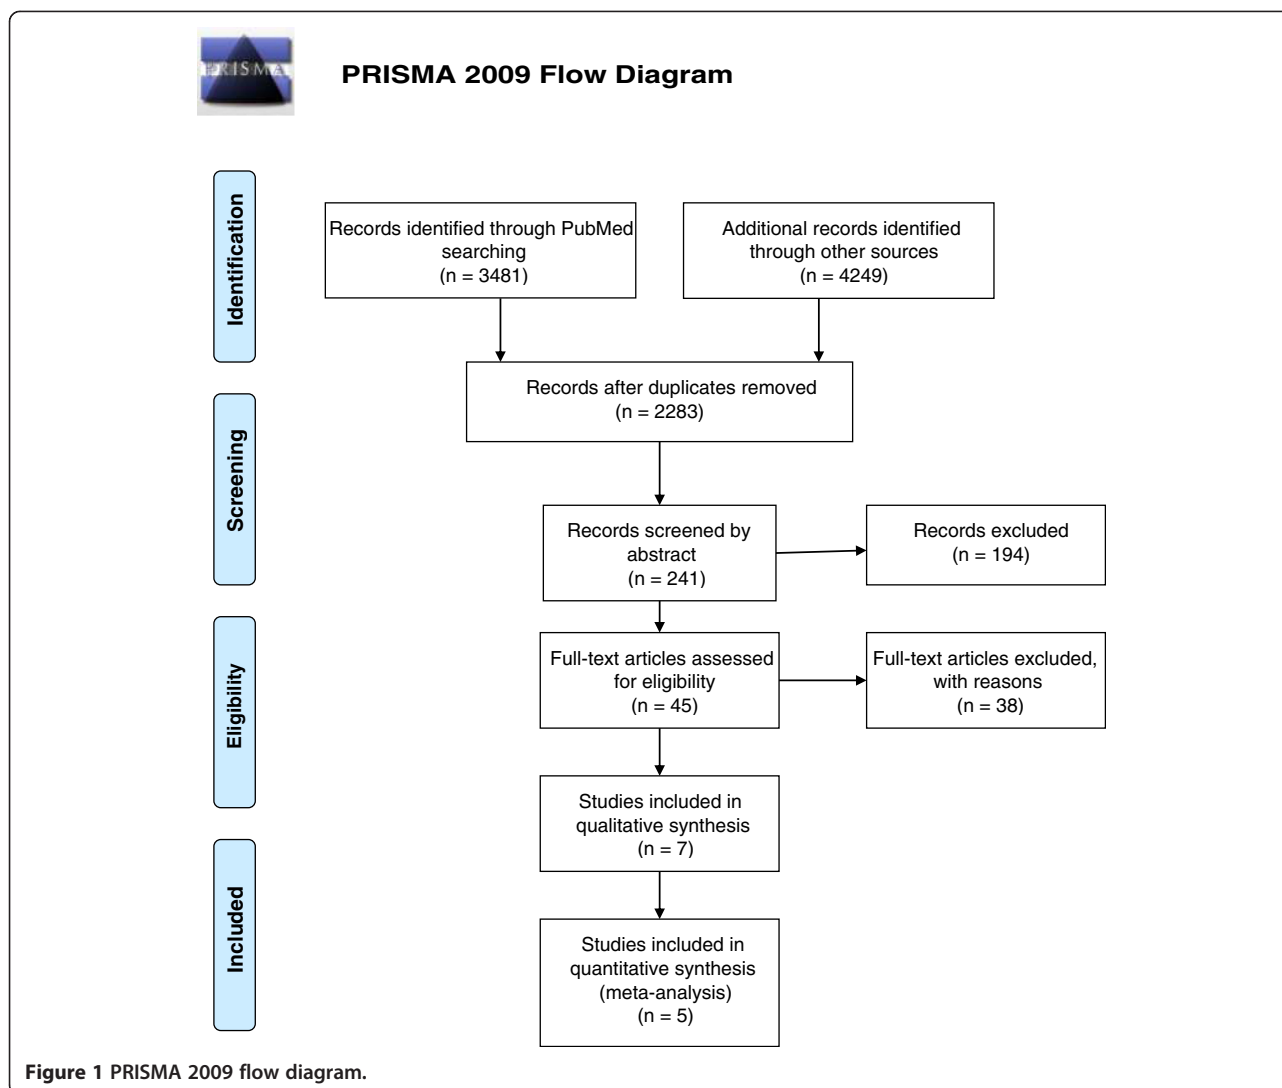 PRISMA
PRISMA 2009 Flow Diagram
Identification
Records identified through PubMed
searching
(n = 3481)
Additional records identified
through other sources
(n = 4249)
Records after duplicates removed
(n = 2283)
Screening
Records screened by
abstract
(n = 241)
Records excluded
(n = 194)
Eligibility
Full-text articles assessed
for eligibility
(n = 45)
Full-text articles excluded,
with reasons
(n = 38)
Studies included in
qualitative synthesis
(n = 7)
Included
Studies included in
quantitative synthesis
(meta-analysis)
(n = 5)
Figure 1 PRISMA 2009 flow diagram.